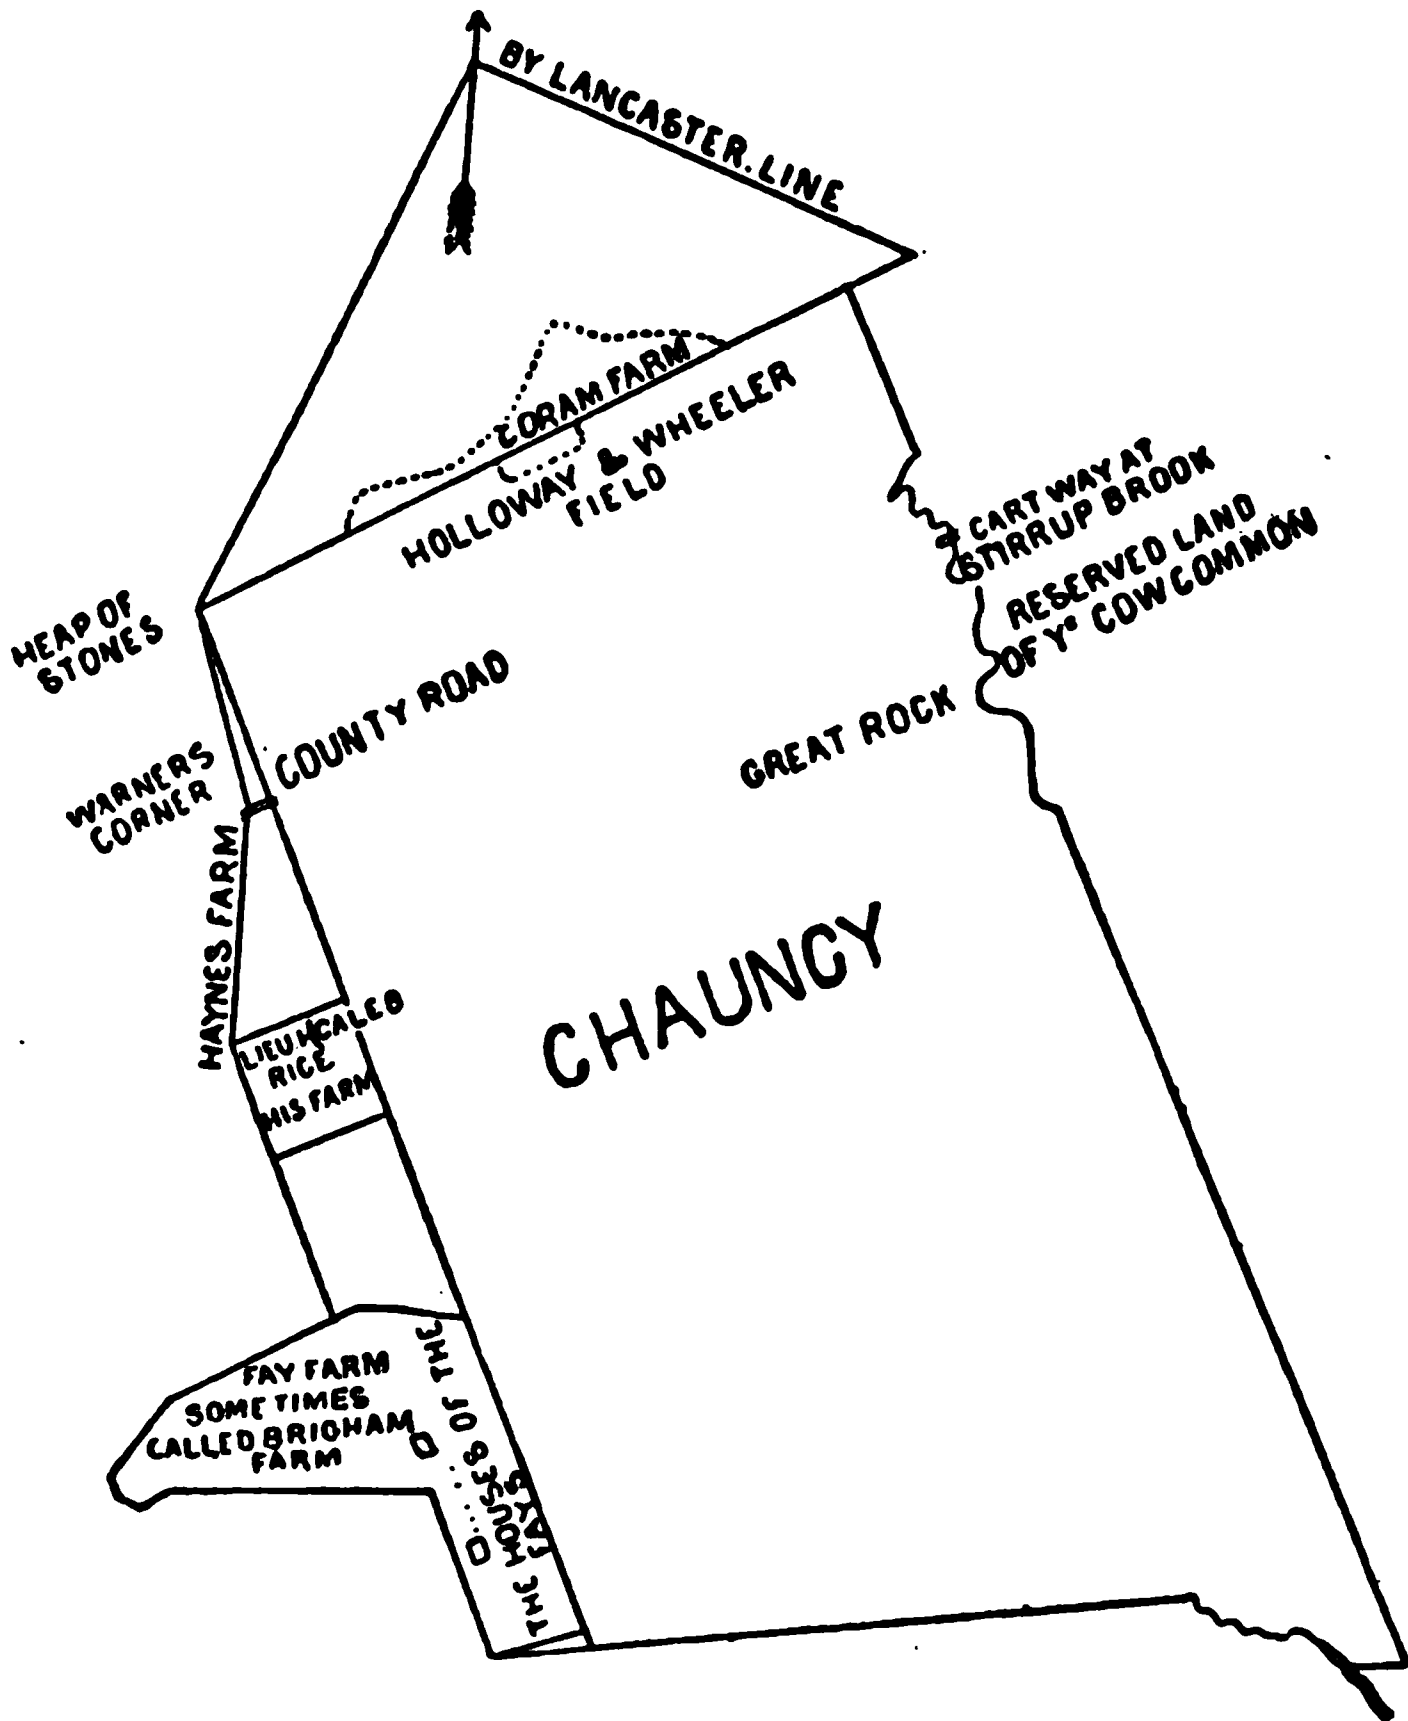 BY LANCASTER. LINE
CORAM FARM
HOLLOWAY & WHEELER
FIELD
CART WAY AT
STIRRUP BROOK
RESERVED LAND
OF Yᵉ COW COMMON
HEAP OF
STONES
COUNTY ROAD
GREAT ROCK
WARNERS
CORNER
HAYNES FARM
CHAUNCY
CALEB
RICE
HIS FARM
FAY FARM
SOME TIMES
CALLED BRIGHAM
FARM
THE HOUSES OF THE
FAYS